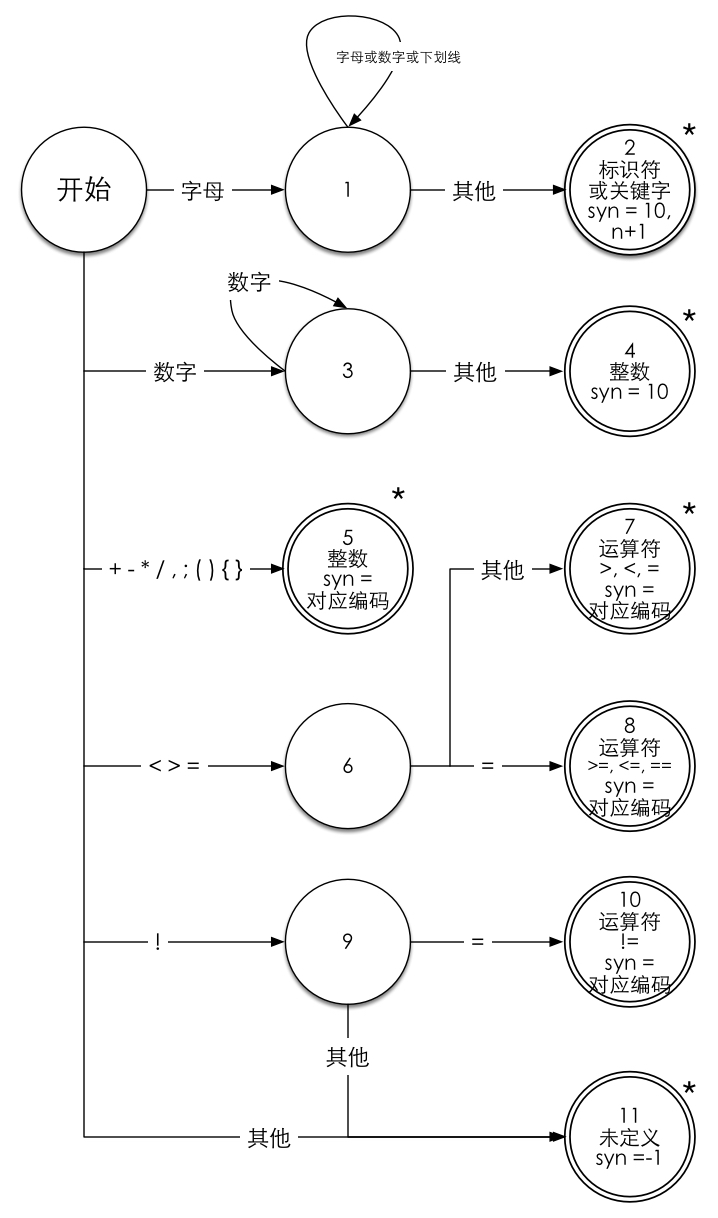 字母或数字或下划线
*
开始
字母
1
其他
2
标识符
或关键字
syn = 10,
n+1
数字
*
数字
3
其他
4
整数
syn = 10
*
*
+ - * / , ; ( ) { }
5
整数
syn =
对应编码
其他
7
运算符
>, <, =
syn =
对应编码
< > =
6
=
8
运算符
>=, <=, ==
syn =
对应编码
!
9
=
10
运算符
!=
syn =
对应编码
其他
*
其他
11
未定义
syn =-1